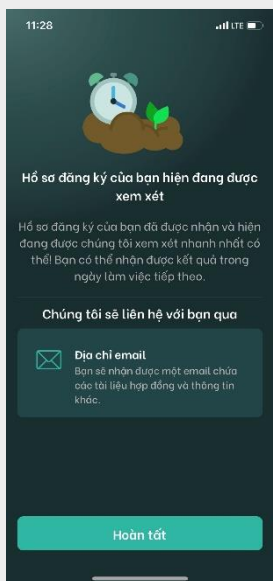 11:28
LTE
Hồ sơ đăng ký của bạn hiện đang được
xem xét
Hồ sơ đăng ký của bạn đã được nhận và hiện
đang được chúng tôi xem xét nhanh nhất có
thể! Bạn có thể nhận được kết quả trong
ngày làm việc tiếp theo.
Chúng tôi sẽ liên hệ với bạn qua
Địa chỉ email
Bạn sẽ nhận được một email chứa
các tài liệu hợp đồng và thông tin
khác.
Hoàn tất